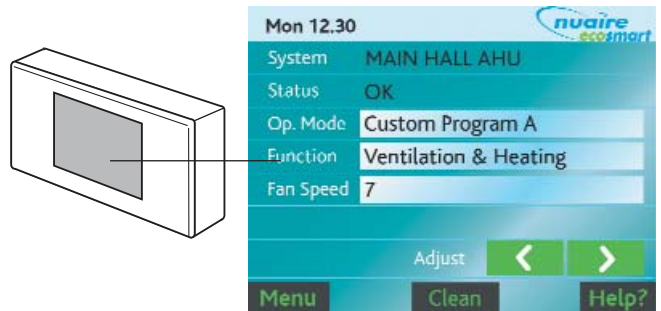 Mon 12.30
nuaire
ecosmart
System MAIN HALL AHU
Status OK
Op. Mode Custom Program A
Function Ventilation & Heating
Fan Speed 7
Adjust < >
Menu Clean Help?